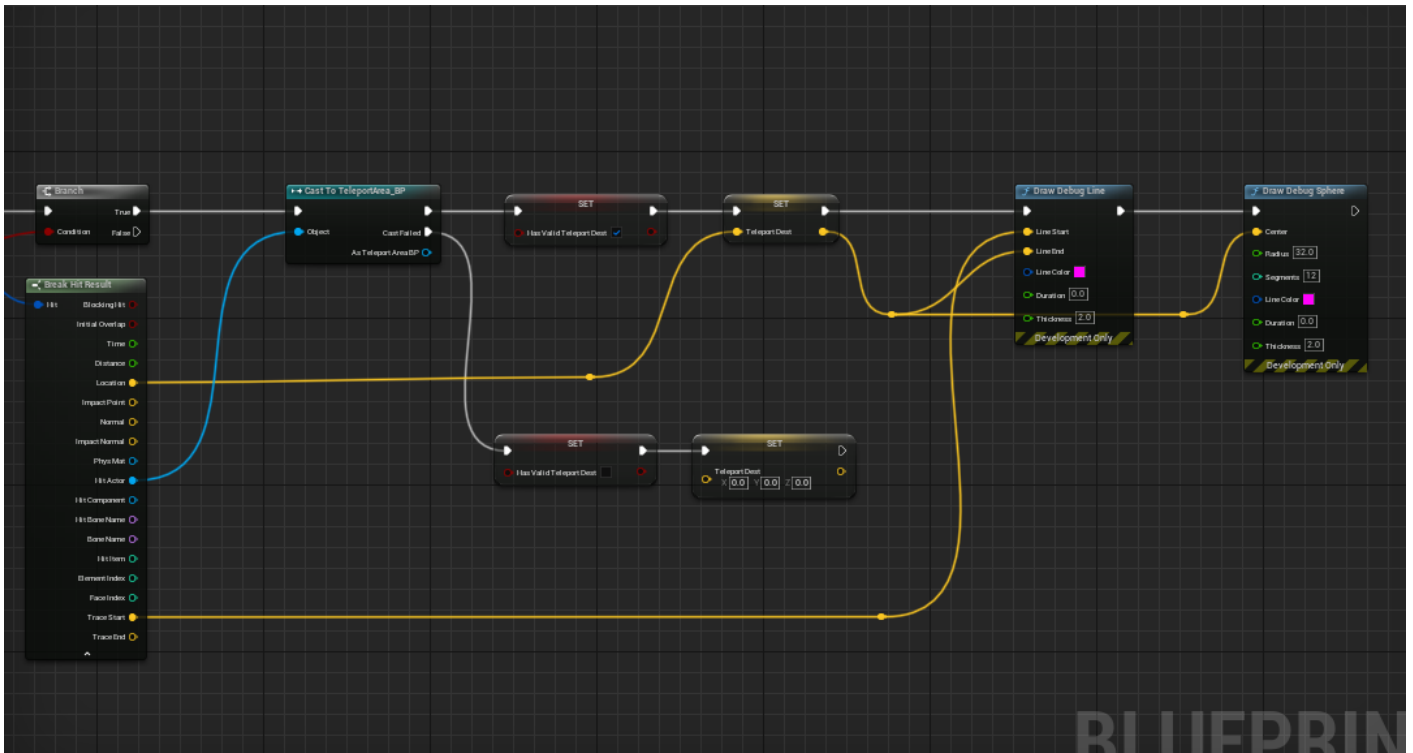 Branch
True
Condition
False
Break Hit Result
Hit
Blocking Hit
Initial Overlap
Time
Distance
Location
Impact Point
Normal
Impact Normal
Phys Mat
Hit Actor
Hit Component
Hit Bone Name
Bone Name
Hit Item
Element Index
Face Index
Trace Start
Trace End
Cast To TeleportArea_BP
Object
Cast Failed
As Teleport Area BP
SET
Has Valid Teleport Dest
SET
Teleport Dest
SET
Has Valid Teleport Dest
SET
Teleport Dest
X 0.0 Y 0.0 Z 0.0
Draw Debug Line
Line Start
Line End
Line Color
Duration 0.0
Thickness 2.0
Development Only
Draw Debug Sphere
Center
Radius 32.0
Segments 12
Line Color
Duration 0.0
Thickness 2.0
Development Only
BLUEPRIN